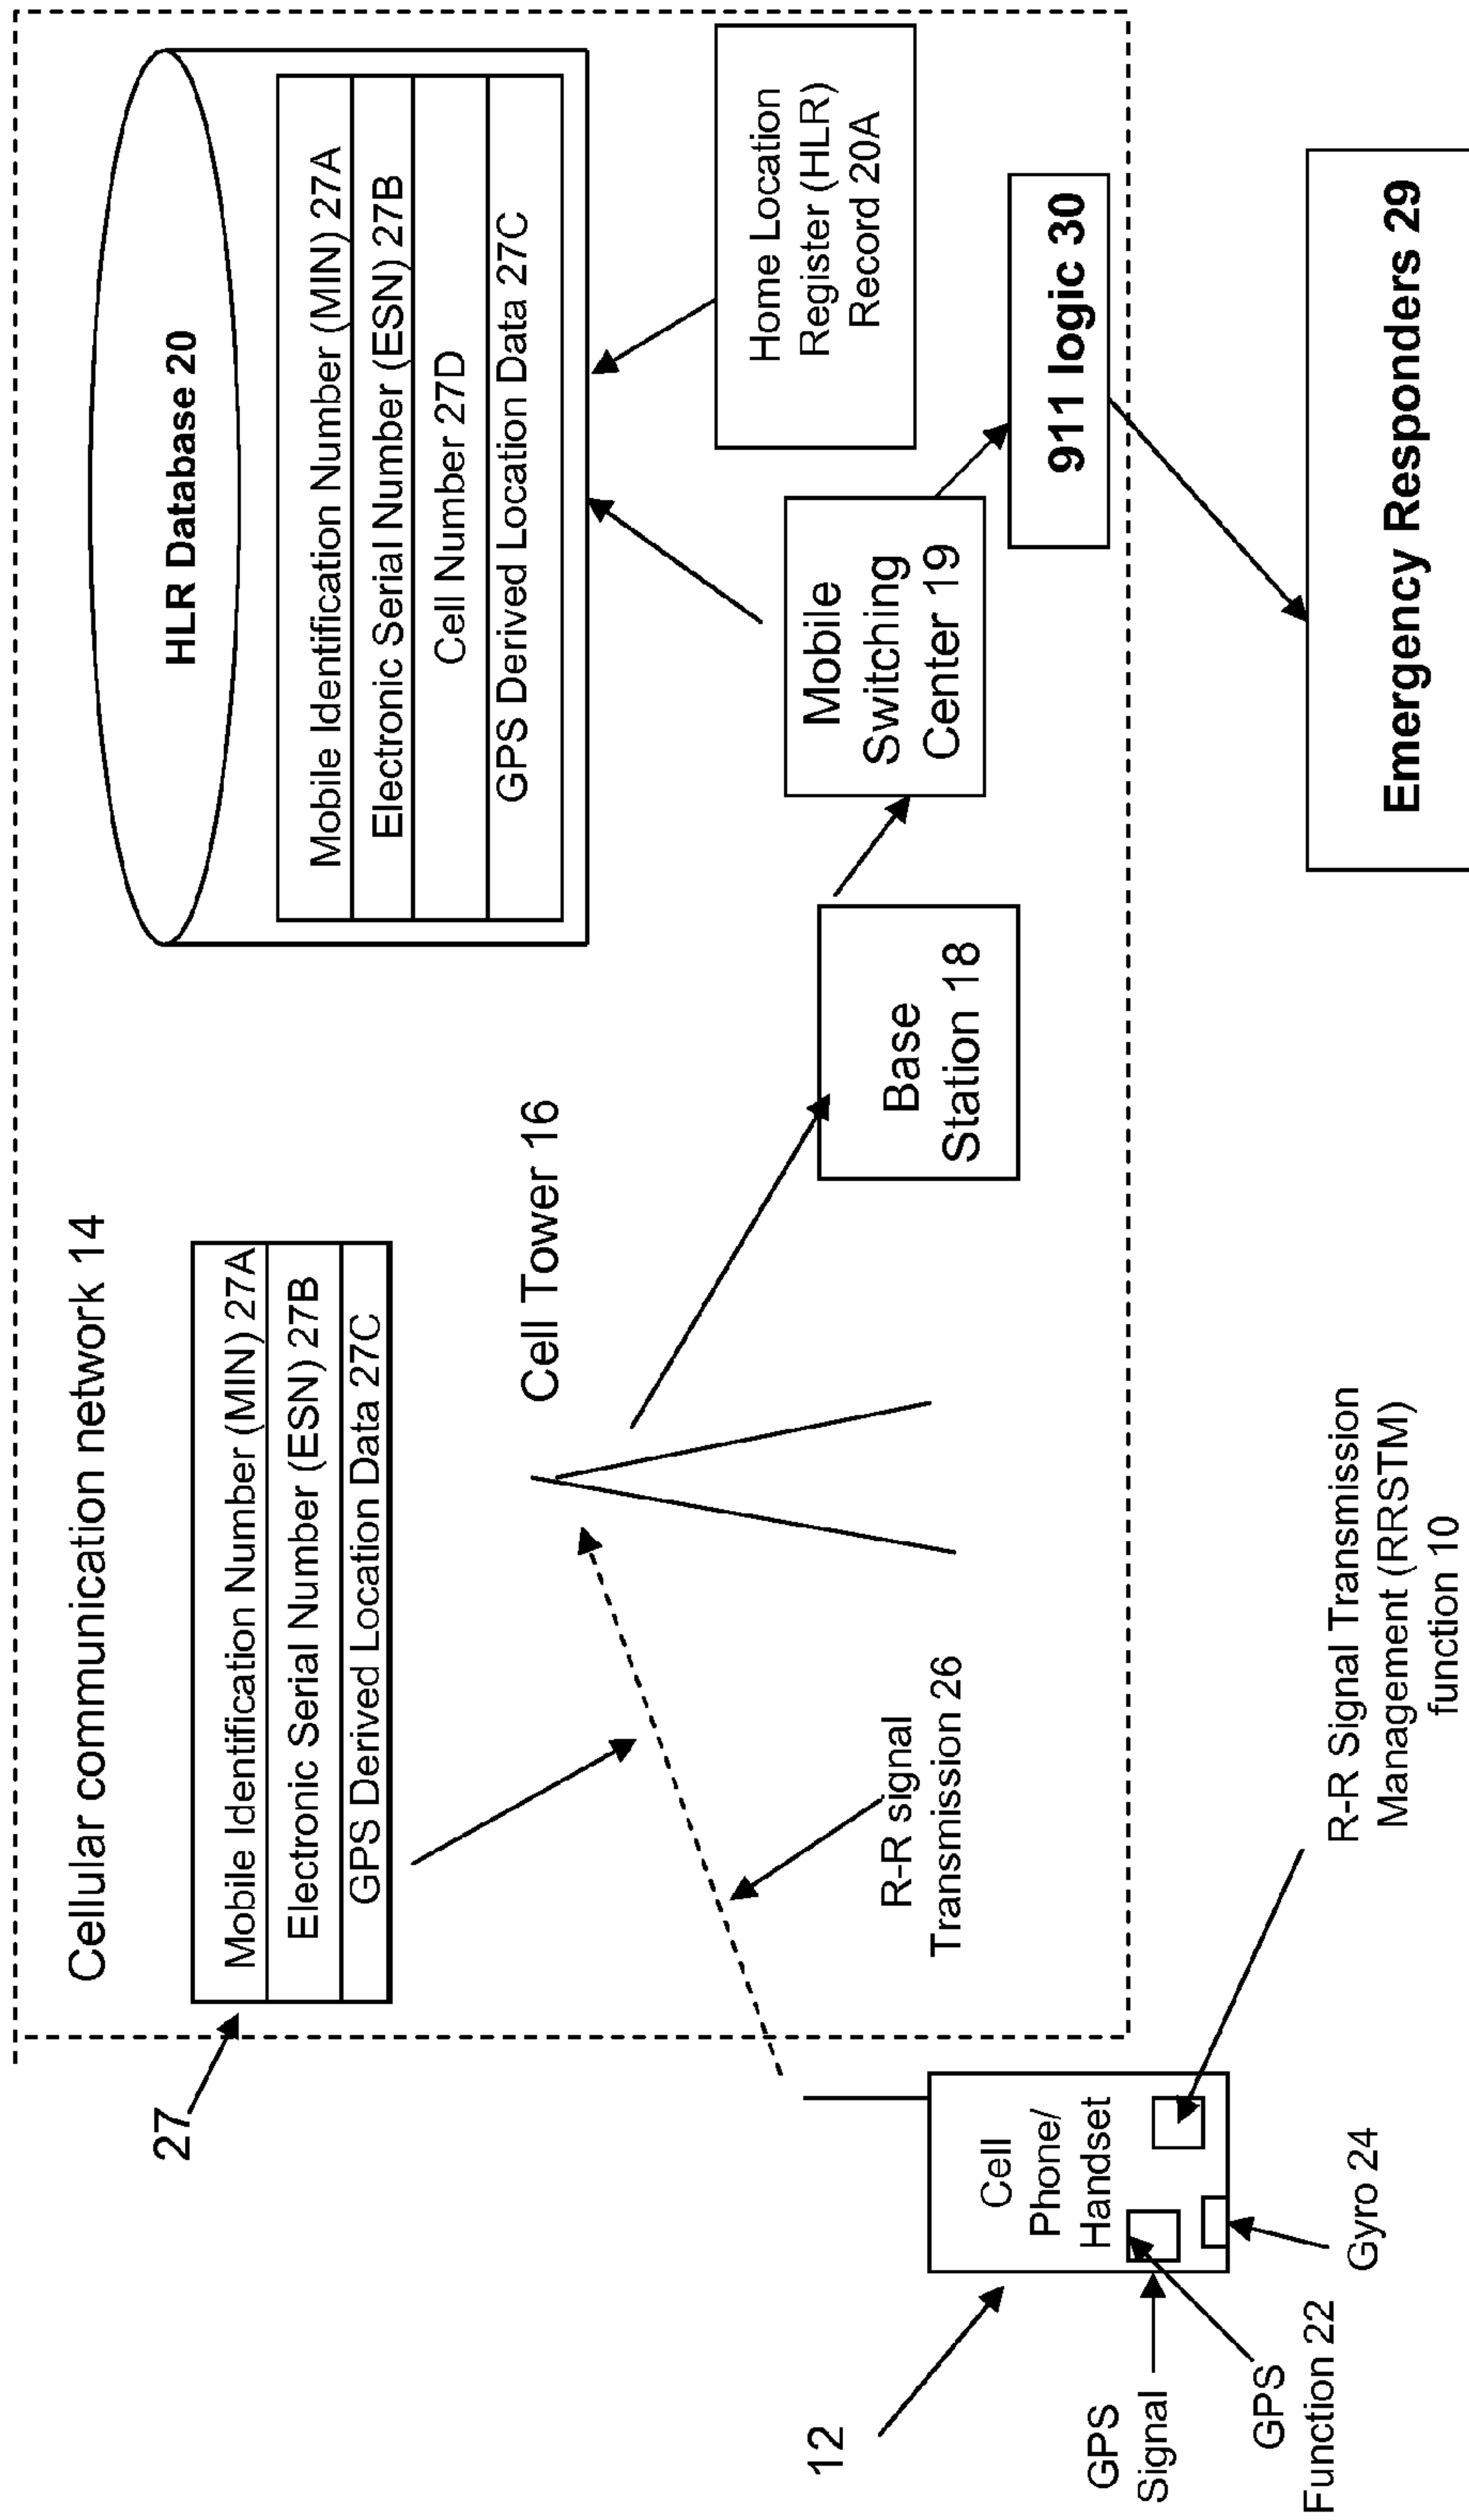 Cellular communication network 14
27
Mobile Identification Number (MIN) 27A
Electronic Serial Number (ESN) 27B
GPS Derived Location Data 27C
HLR Database 20
Mobile Identification Number (MIN) 27A
Electronic Serial Number (ESN) 27B
Cell Number 27D
GPS Derived Location Data 27C
Cell Tower 16
Home Location
Register (HLR)
Record 20A
Mobile
Switching
Center 19
Base
Station 18
R-R signal
Transmission 26
911 logic 30
12
Cell
Phone/
Handset
GPS
Signal
GPS
Function 22
Gyro 24
R-R Signal Transmission
Management (RRSTM)
function 10
Emergency Responders 29